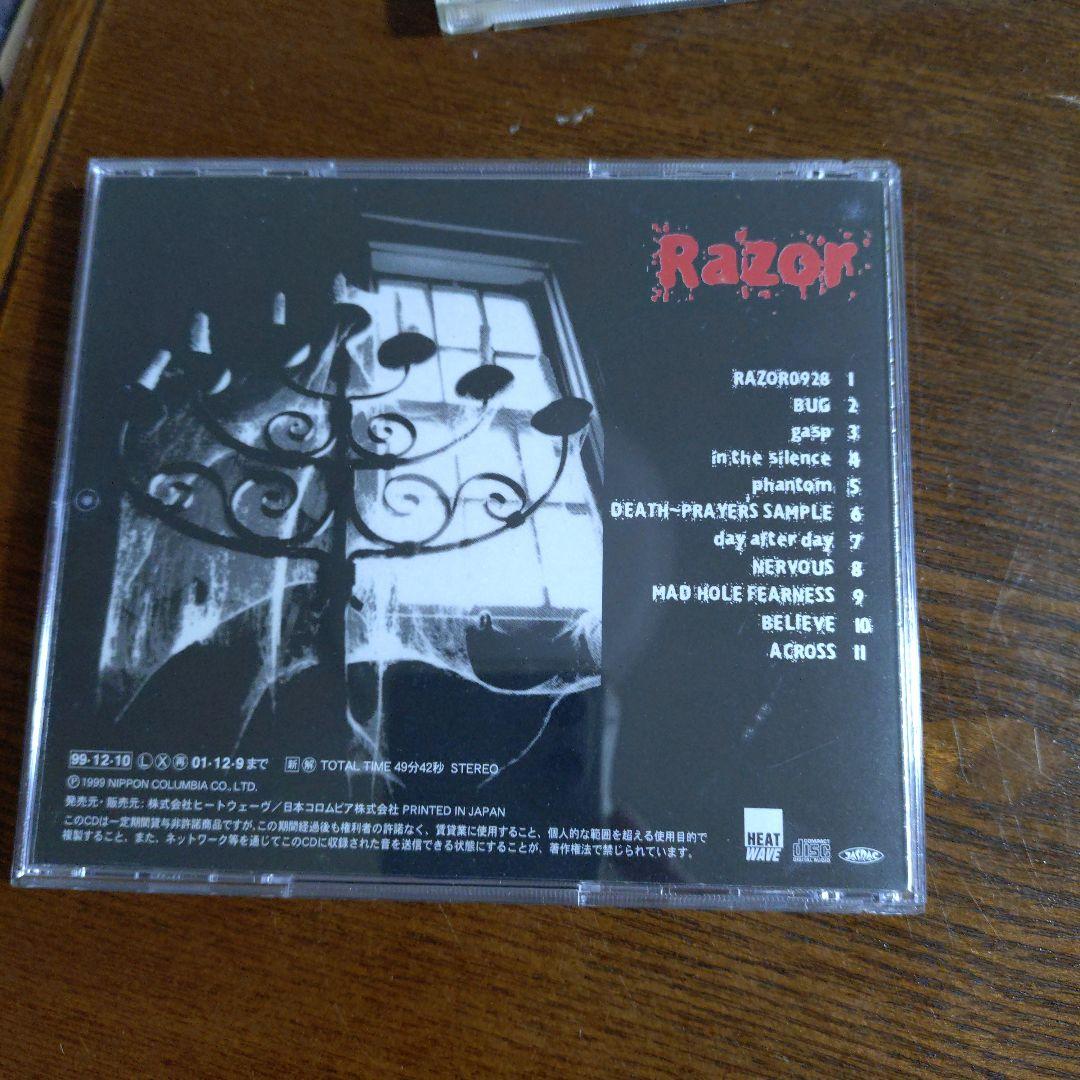 Razor
RAZOR0928 1
BUG 2
gasp 3
in the silence 4
phantom 5
DEATH~PRAYERS SAMPLE 6
day after day 7
NERVOUS 8
MAD HOLE FEARNESS 9
BELIEVE 10
ACROSS 11
99・12・10 Ⓛ Ⓧ 再 01・12・9まで 新 解 TOTAL TIME 49分42秒 STEREO
Ⓟ 1999 NIPPON COLUMBIA CO., LTD.
発売元・販売元：株式会社ヒートウェーヴ／日本コロムビア株式会社 PRINTED IN JAPAN
このCDは一定期間貸与非許諾商品ですが、この期間経過後も権利者の許諾なく、賃貸業に使用すること、個人的な範囲を超える使用目的で
複製すること、また、ネットワーク等を通じてこのCDに収録された音を送信できる状態にすることが、著作権法で禁じられています。
HEAT
WAVE
COMPACT
disc
DIGITAL AUDIO
JASRAC